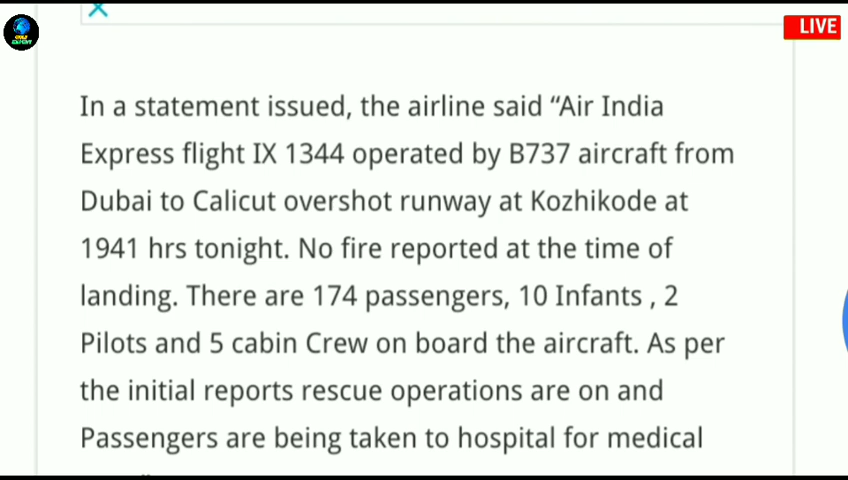 LIVE
In a statement issued, the airline said “Air India
Express flight IX 1344 operated by B737 aircraft from
Dubai to Calicut overshot runway at Kozhikode at
1941 hrs tonight. No fire reported at the time of
landing. There are 174 passengers, 10 Infants , 2
Pilots and 5 cabin Crew on board the aircraft. As per
the initial reports rescue operations are on and
Passengers are being taken to hospital for medical